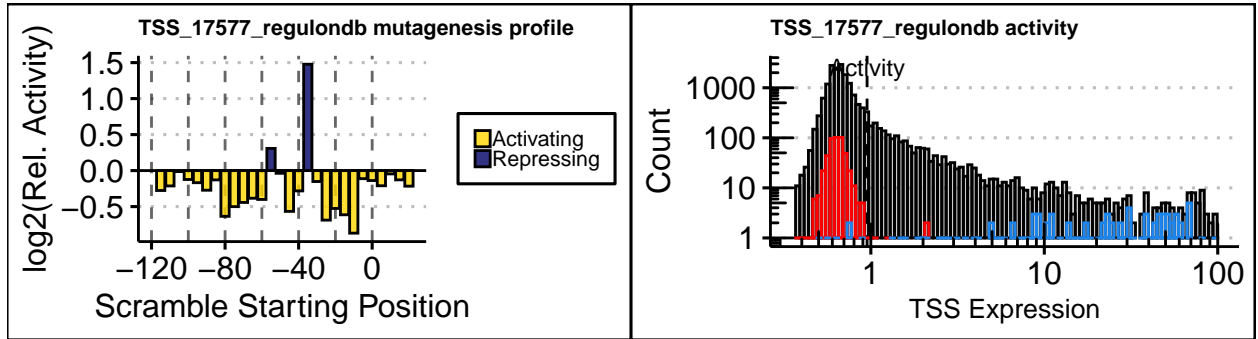 TSS_17577_regulondb mutagenesis profile
log2(Rel. Activity)
1.5
1.0
0.5
0.0
−0.5
−120
−80
−40
0
Scramble Starting Position
Activating
Repressing
TSS_17577_regulondb activity
Activity
Count
1000
100
10
1
1
10
100
TSS Expression